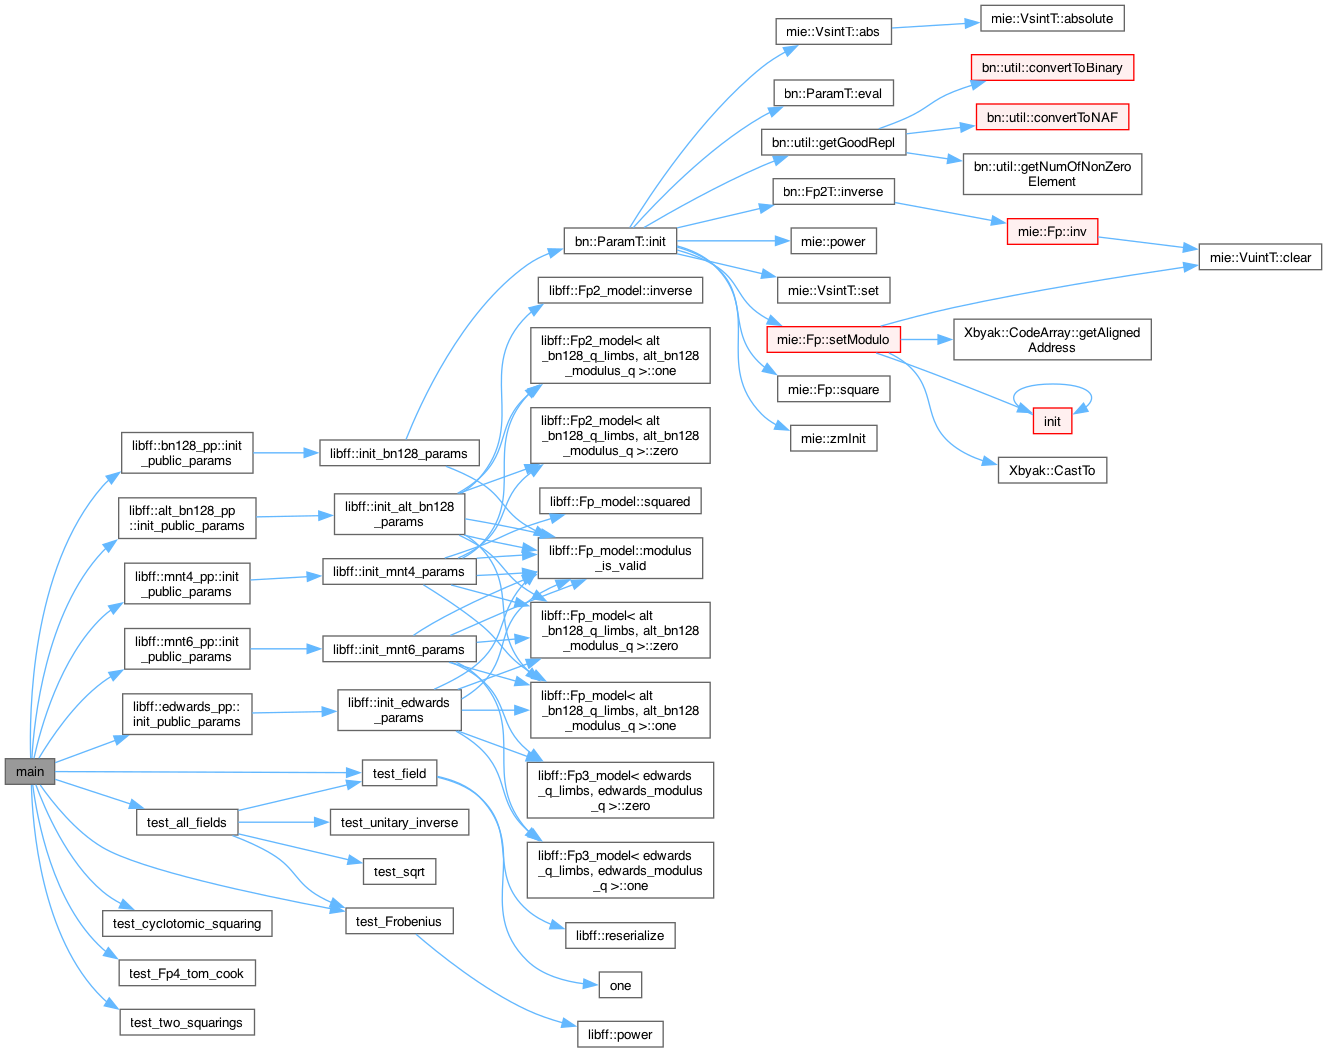 main
libff::bn128_pp::init
_public_params
libff::alt_bn128_pp
::init_public_params
libff::mnt4_pp::init
_public_params
libff::mnt6_pp::init
_public_params
libff::edwards_pp::
init_public_params
test_all_fields
test_cyclotomic_squaring
test_Fp4_tom_cook
test_two_squarings
libff::init_bn128_params
libff::init_alt_bn128
_params
libff::init_mnt4_params
libff::init_mnt6_params
libff::init_edwards
_params
test_field
test_unitary_inverse
test_sqrt
test_Frobenius
bn::ParamT::init
libff::Fp2_model::inverse
libff::Fp2_model< alt
_bn128_q_limbs, alt_bn128
_modulus_q >::one
libff::Fp2_model< alt
_bn128_q_limbs, alt_bn128
_modulus_q >::zero
libff::Fp_model::squared
libff::Fp_model::modulus
_is_valid
libff::Fp_model< alt
_bn128_q_limbs, alt_bn128
_modulus_q >::zero
libff::Fp_model< alt
_bn128_q_limbs, alt_bn128
_modulus_q >::one
libff::Fp3_model< edwards
_q_limbs, edwards_modulus
_q >::zero
libff::Fp3_model< edwards
_q_limbs, edwards_modulus
_q >::one
libff::reserialize
one
libff::power
mie::VsintT::abs
bn::ParamT::eval
bn::util::getGoodRepl
bn::Fp2T::inverse
mie::power
mie::VsintT::set
mie::Fp::setModulo
mie::Fp::square
mie::zmInit
mie::VsintT::absolute
bn::util::convertToBinary
bn::util::convertToNAF
bn::util::getNumOfNonZero
Element
mie::Fp::inv
Xbyak::CodeArray::getAligned
Address
init
Xbyak::CastTo
mie::VuintT::clear